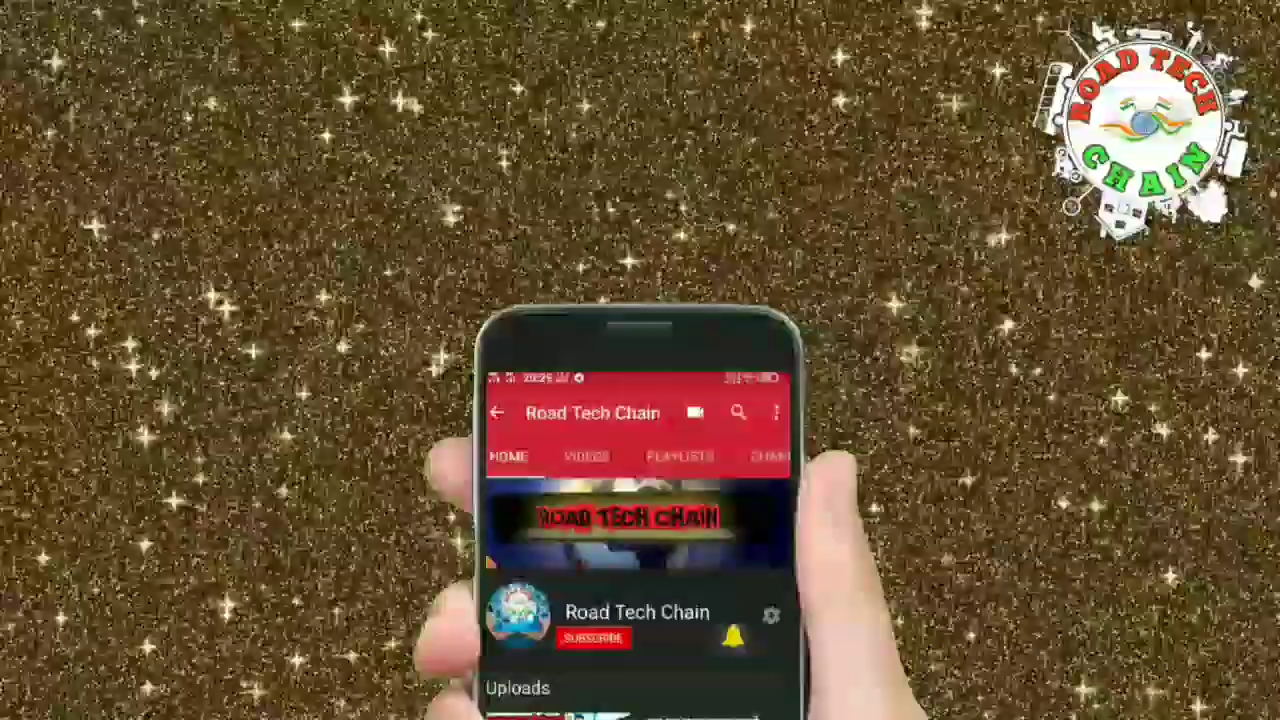 ROAD TECH
CHAIN
Road Tech Chain
HOME VIDEOS PLAYLISTS
ROAD TECH CHAIN
Road Tech Chain
SUBSCRIBE
Uploads